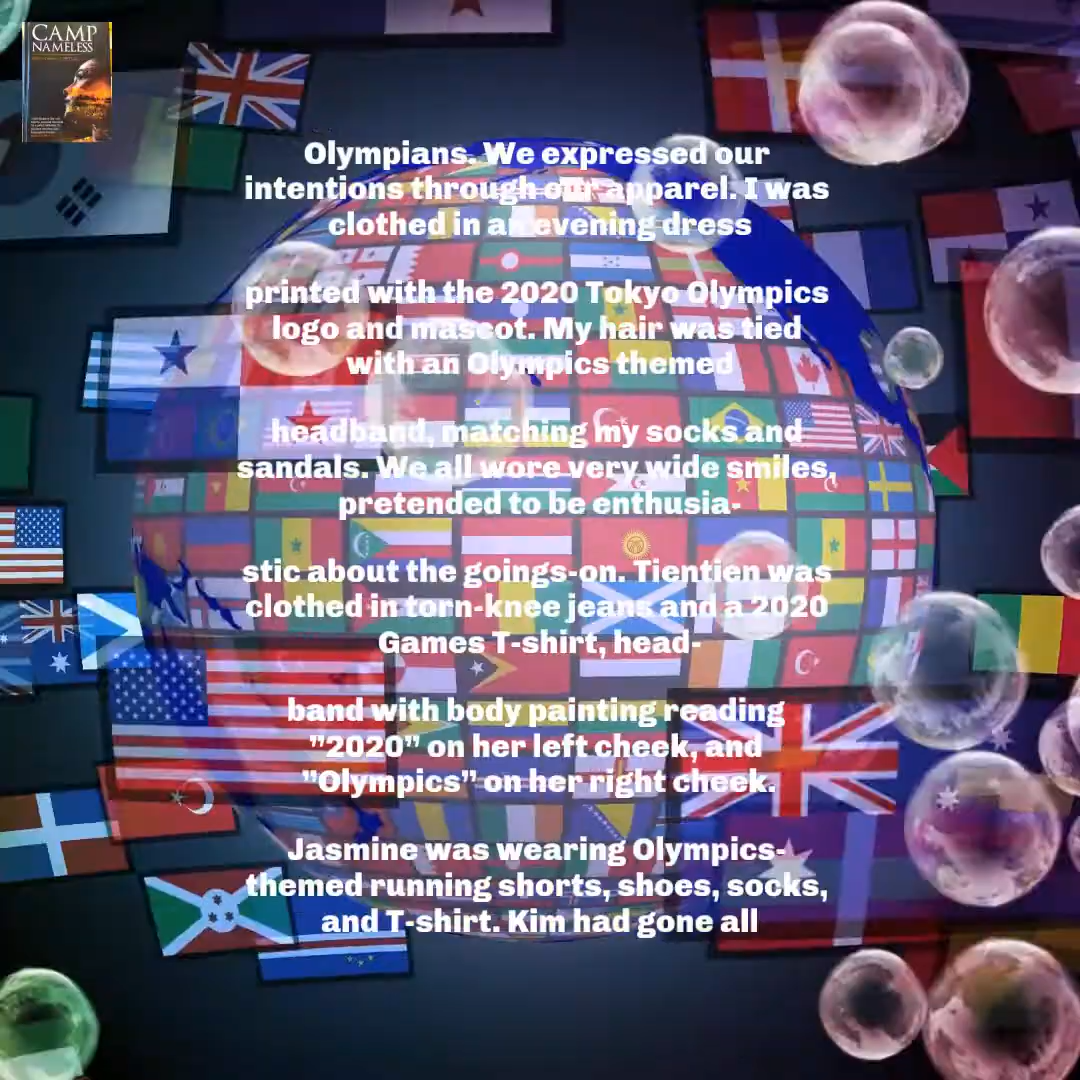 CAMP
NAMELESS
Olympians. We expressed our
intentions through our apparel. I was
clothed in an evening dress
printed with the 2020 Tokyo Olympics
logo and mascot. My hair was tied
with an Olympics themed
headband, matching my socks and
sandals. We all wore very wide smiles,
pretended to be enthusia-
stic about the goings-on. Tientien was
clothed in torn-knee jeans and a 2020
Games T-shirt, head-
band with body painting reading
”2020” on her left cheek, and
”Olympics” on her right cheek.
Jasmine was wearing Olympics-
themed running shorts, shoes, socks,
and T-shirt. Kim had gone all